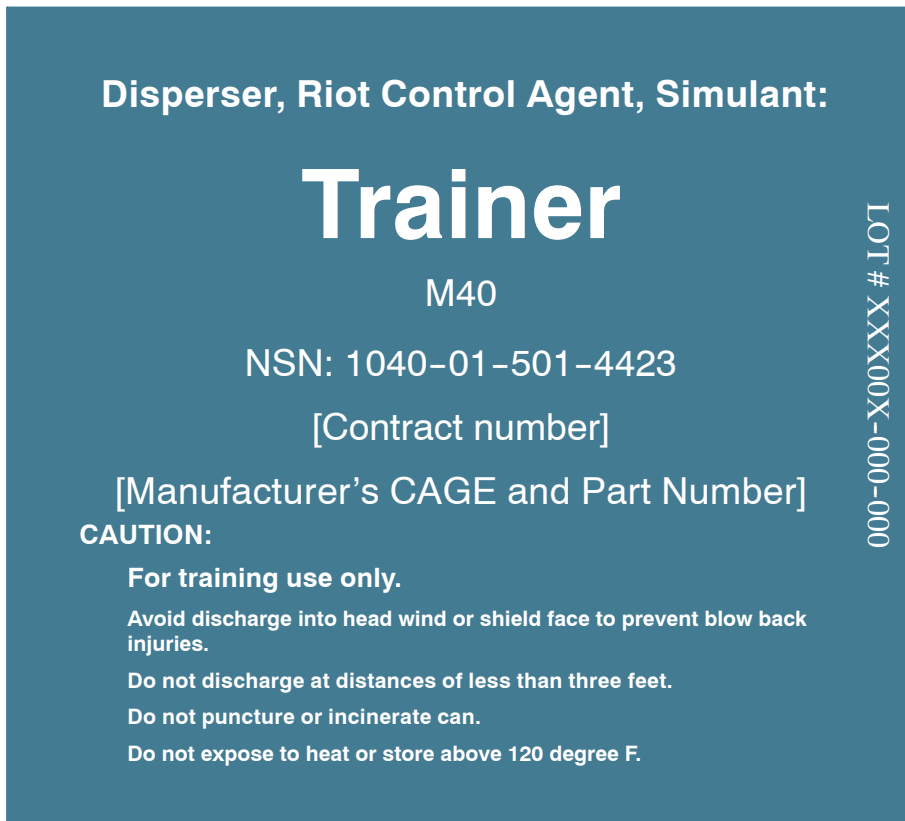 Disperser, Riot Control Agent, Simulant:
Trainer
M40
NSN: 1040-01-501-4423
[Contract number]
[Manufacturer's CAGE and Part Number]
CAUTION:
For training use only.
Avoid discharge into head wind or shield face to prevent blow back
injuries.
Do not discharge at distances of less than three feet.
Do not puncture or incinerate can.
Do not expose to heat or store above 120 degree F.
LOT # XXX00X-000-000